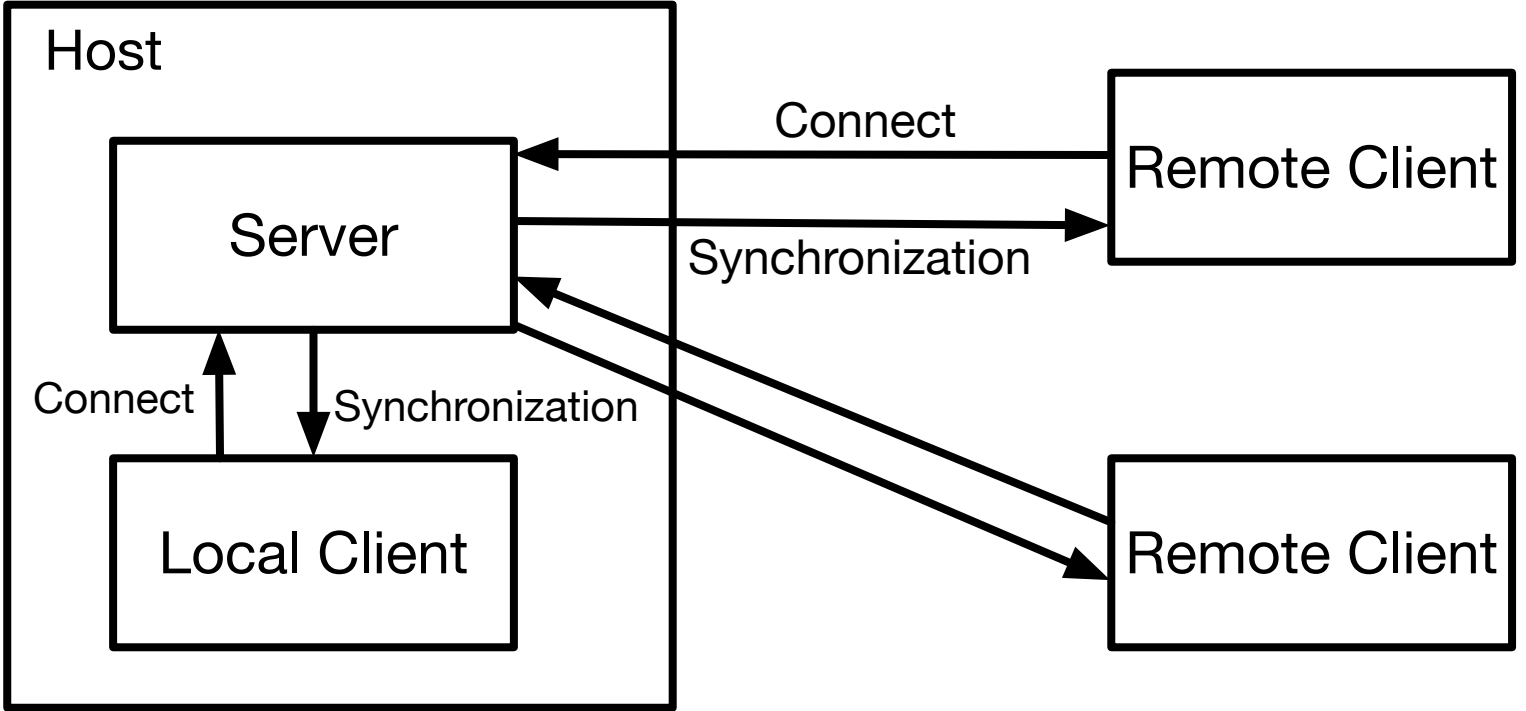 Host
Connect
Remote Client
Server
Synchronization
Connect
Synchronization
Local Client
Remote Client